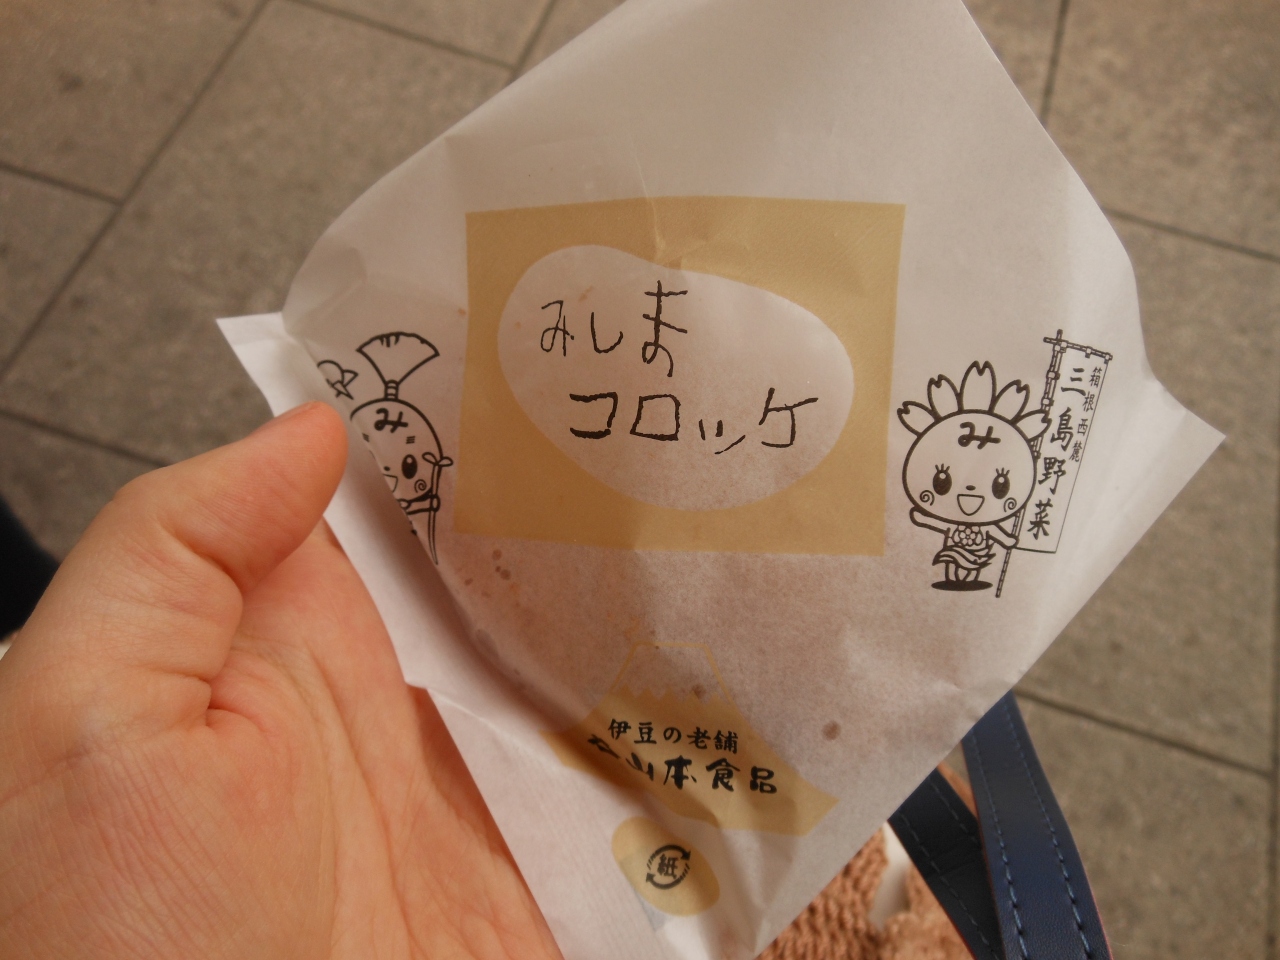 みしま
コロッケ
み
み
箱根西麓
三島野菜
伊豆の老舗
山本食品
紙